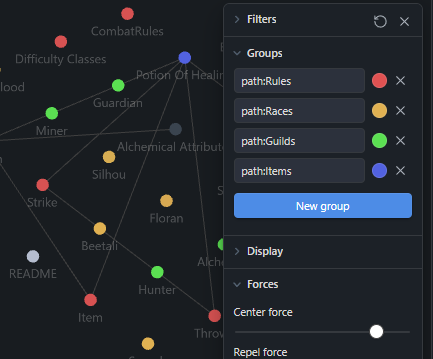 CombatRules
Difficulty Classes
Potion Of Healin
lood
Guardian
Miner
Alchemical Attribut
Silhou
Strike
Floran
Beetali
README
Hunter
Alche
Item
Throw
Filters
Groups
path:Rules
path:Races
path:Guilds
path:Items
New group
Display
Forces
Center force
Repel force